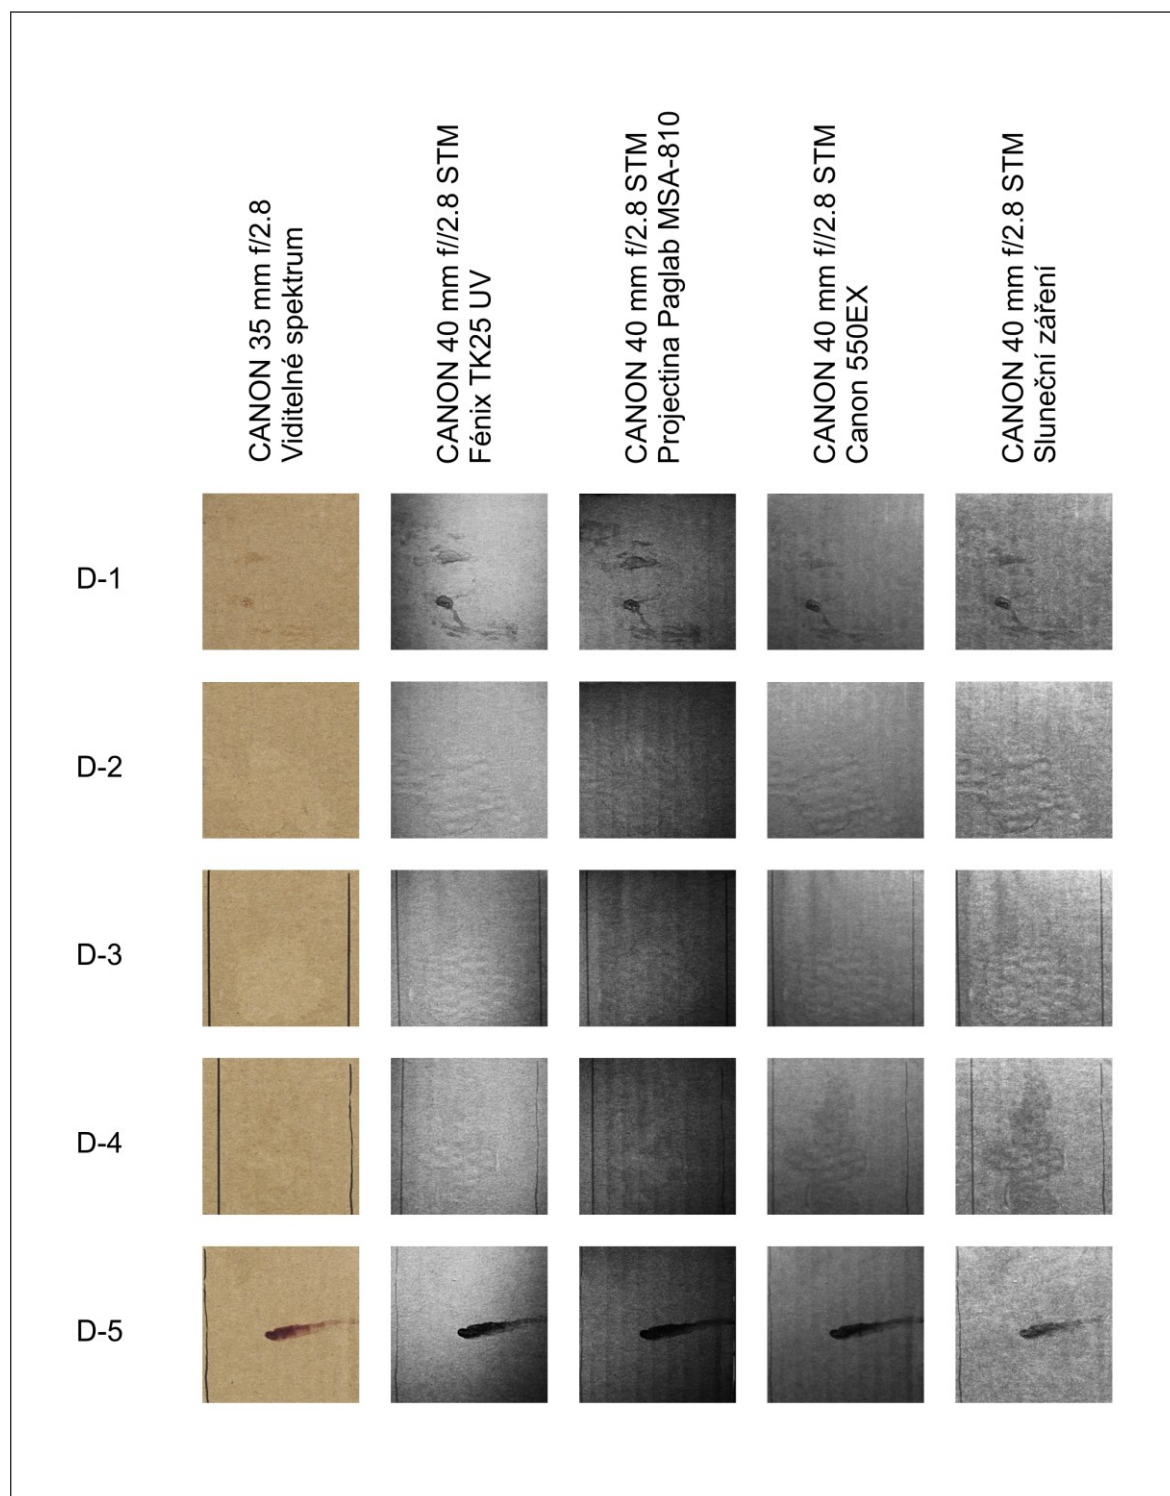 CANON 35 mm f/2.8
Viditelné spektrum
CANON 40 mm f//2.8 STM
Fénix TK25 UV
CANON 40 mm f/2.8 STM
Projectina Paglab MSA-810
CANON 40 mm f//2.8 STM
Canon 550EX
CANON 40 mm f/2.8 STM
Sluneční záření
D-1
D-2
D-3
D-4
D-5